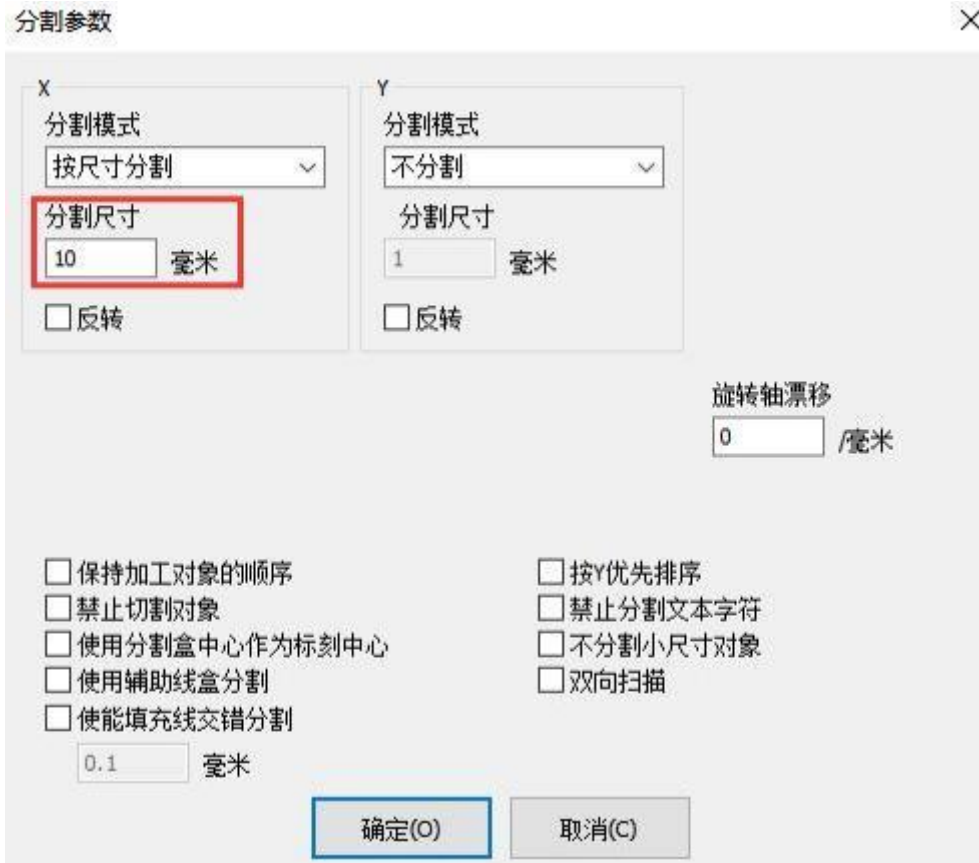 分割参数
X
分割模式
按尺寸分割
分割尺寸
10 毫米
反转
Y
分割模式
不分割
分割尺寸
1 毫米
反转
旋转轴漂移
0 /毫米
保持加工对象的顺序
禁止切割对象
使用分割盒中心作为标刻中心
使用辅助线盒分割
使能填充线交错分割
0.1 毫米
按Y优先排序
禁止分割文本字符
不分割小尺寸对象
双向扫描
确定(O)
取消(C)